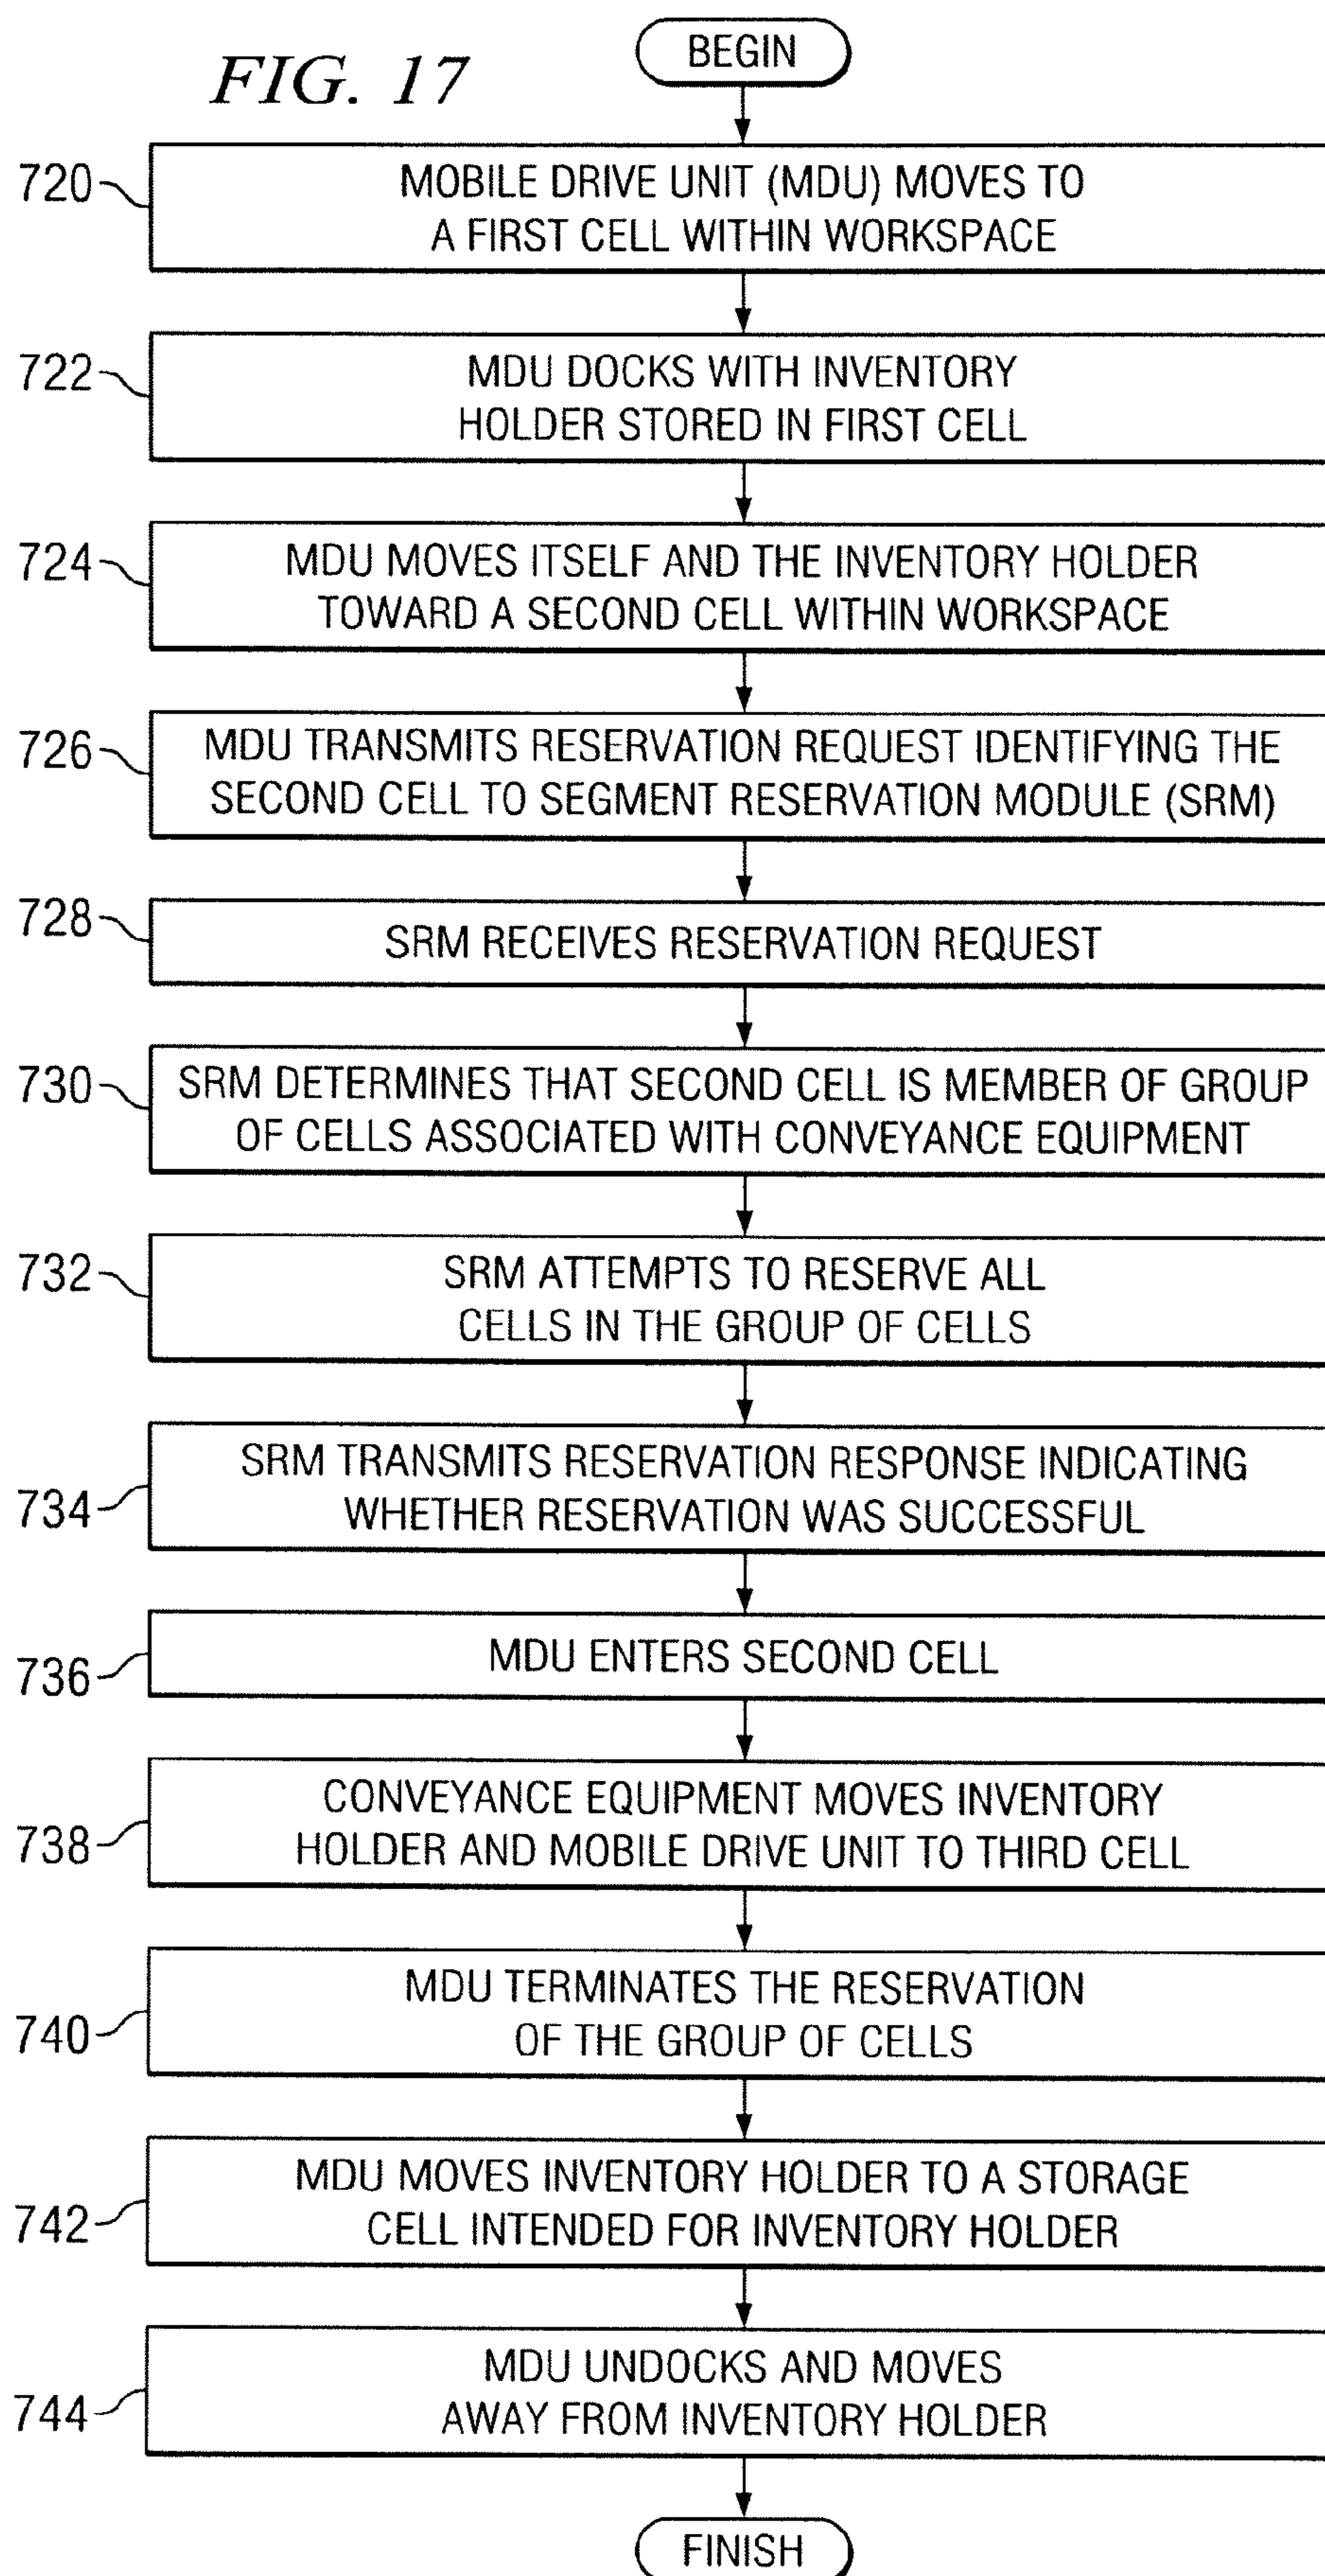 FIG. 17
BEGIN
720
MOBILE DRIVE UNIT (MDU) MOVES TO
A FIRST CELL WITHIN WORKSPACE
722
MDU DOCKS WITH INVENTORY
HOLDER STORED IN FIRST CELL
724
MDU MOVES ITSELF AND THE INVENTORY HOLDER
TOWARD A SECOND CELL WITHIN WORKSPACE
726
MDU TRANSMITS RESERVATION REQUEST IDENTIFYING THE
SECOND CELL TO SEGMENT RESERVATION MODULE (SRM)
728
SRM RECEIVES RESERVATION REQUEST
730
SRM DETERMINES THAT SECOND CELL IS MEMBER OF GROUP
OF CELLS ASSOCIATED WITH CONVEYANCE EQUIPMENT
732
SRM ATTEMPTS TO RESERVE ALL
CELLS IN THE GROUP OF CELLS
734
SRM TRANSMITS RESERVATION RESPONSE INDICATING
WHETHER RESERVATION WAS SUCCESSFUL
736
MDU ENTERS SECOND CELL
738
CONVEYANCE EQUIPMENT MOVES INVENTORY
HOLDER AND MOBILE DRIVE UNIT TO THIRD CELL
740
MDU TERMINATES THE RESERVATION
OF THE GROUP OF CELLS
742
MDU MOVES INVENTORY HOLDER TO A STORAGE
CELL INTENDED FOR INVENTORY HOLDER
744
MDU UNDOCKS AND MOVES
AWAY FROM INVENTORY HOLDER
FINISH